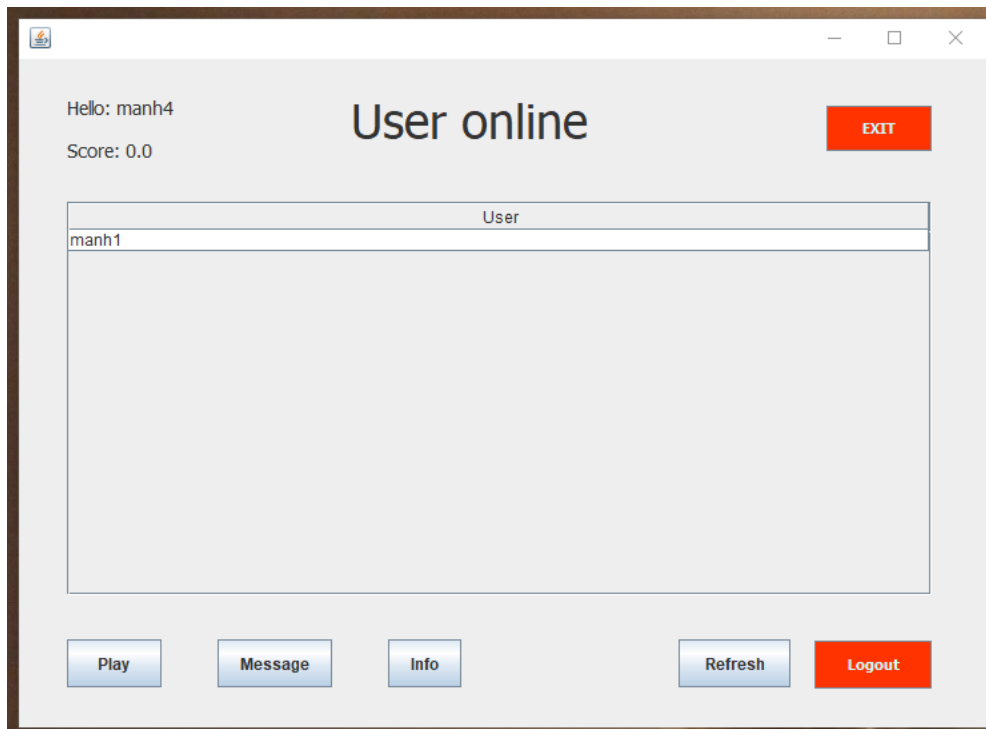 Hello: manh4
User online
EXIT
Score: 0.0
User
manh1
Play
Message
Info
Refresh
Logout